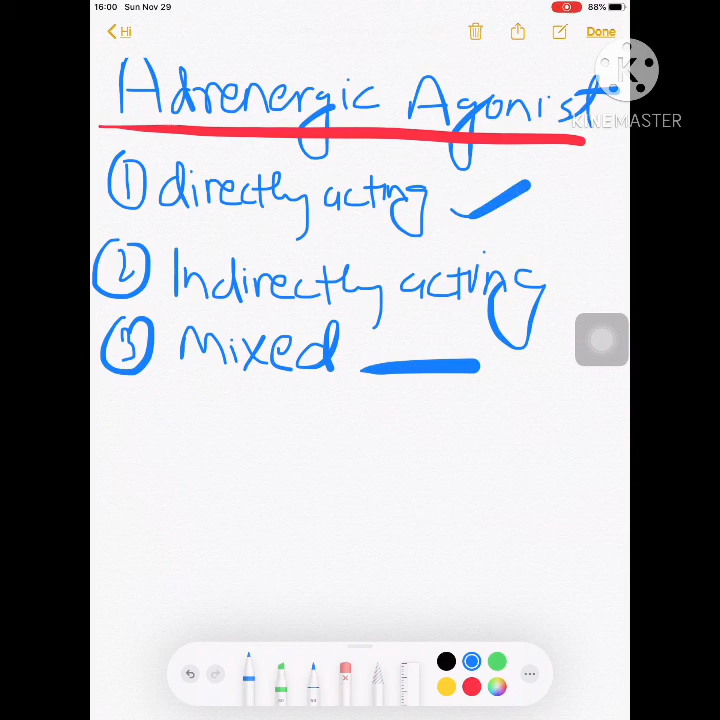 16:00 Sun Nov 29 88%
Hi Done
Adrenergic Agonist
K
KINEMASTER
① directly acting
② Indirectly acting
③ Mixed